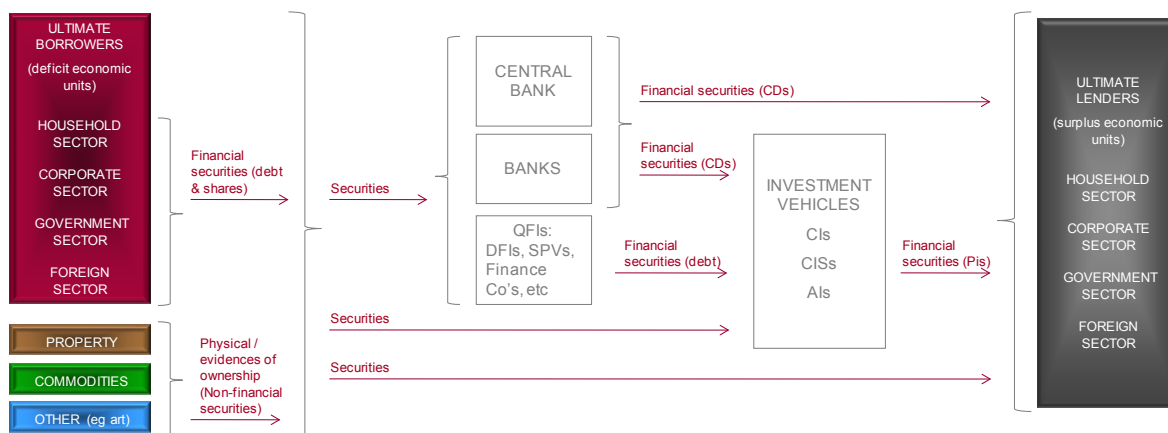 ULTIMATE
BORROWERS
(deficit economic
units)
HOUSEHOLD
SECTOR
CORPORATE
SECTOR
GOVERNMENT
SECTOR
FOREIGN
SECTOR
PROPERTY
COMMODITIES
OTHER (eg art)
Financial
securities (debt
& shares)
Physical /
evidences of
ownership
(Non-financial
securities)
Securities
Securities
Securities
CENTRAL
BANK
BANKS
QFIs:
DFIs, SPVs,
Finance
Co's, etc
Financial securities (CDs)
Financial
securities (CDs)
Financial
securities (debt)
INVESTMENT
VEHICLES
CIs
CISs
AIs
Financial
securities (Pis)
ULTIMATE
LENDERS
(surplus economic
units)
HOUSEHOLD
SECTOR
CORPORATE
SECTOR
GOVERNMENT
SECTOR
FOREIGN
SECTOR